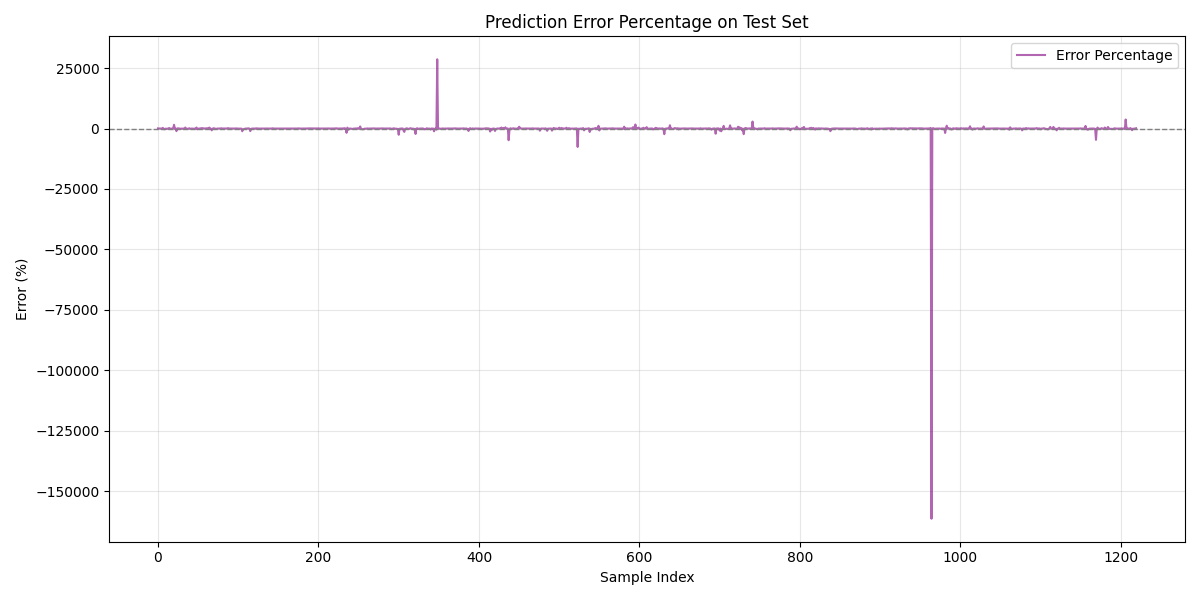 Prediction Error Percentage on Test Set
Error Percentage
25000
0
−25000
−50000
−75000
−100000
−125000
−150000
Error (%)
0 200 400 600 800 1000 1200
Sample Index